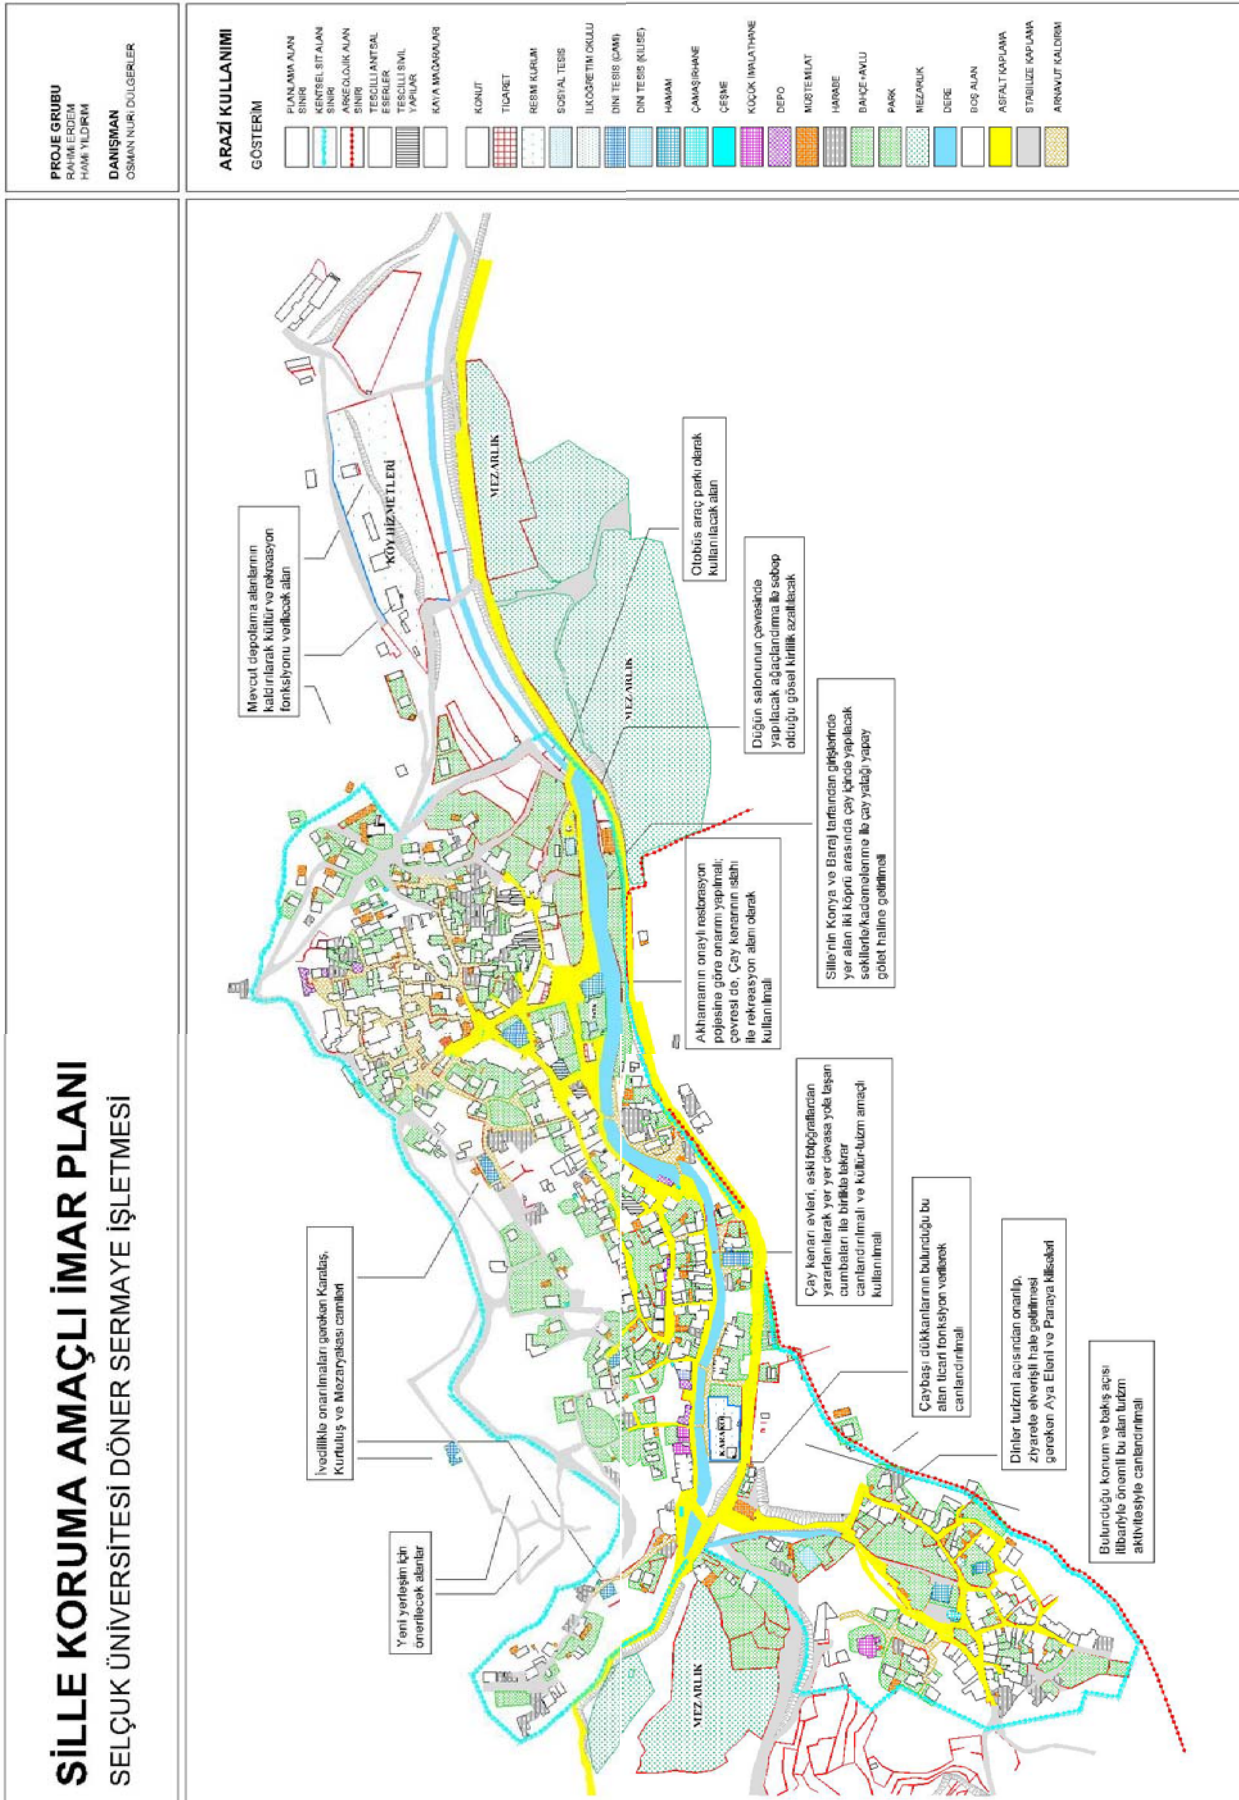 SİLLE KORUMA AMAÇLI İMAR PLANI
SELÇUK ÜNİVERSİTESİ DÖNER SERMAYE İŞLETMESİ
PROJE GRUBU
RAHMİ ERDEM
HAMİ YILDIRIM
DANIŞMAN
OSMAN NURİ DÜLGERLER
ARAZİ KULLANIMI
GÖSTERİM
PLANLAMA ALANI
SINIRI
KENTSEL SİT ALANI
SINIRI
ARKEOLOJİK ALAN
SINIRI
TESCİLLİ ANITSAL
ESERLER
TESCİLLİ SİVİL
YAPILAR
KAYA MAĞARALARI
KONUT
TİCARET
RESMİ KURUM
SOSYAL TESİS
İLKÖĞRETİM OKULU
DİNİ TESİS (CAMİ)
DİNİ TESİS (KİLİSE)
HAMAM
ÇAMAŞIRHANE
ÇEŞME
KÜÇÜK İMALATHANE
DEPO
MÜŞTEMİLAT
HARABE
BAHÇE+AVLU
PARK
MEZARLIK
DERE
BOŞ ALAN
ASFALT KAPLAMA
STABİLİZE KAPLAMA
ARNAVUT KALDIRIM
Mevcut depolama alanlarının
kaldırılarak kültür ve rekreasyon
fonksiyonu verilecek alan
KÖY HİZMETLERİ
MEZARLIK
MEZARLIK
Otobüs araç parkı olarak
kullanılacak alan
Düğün salonunun çevresinde
yapılacak ağaçlandırma ile sebep
olduğu görsel kirlilik azaltılacak
Sille'nin Konya ve Baraj tarfından girişlerinde
yer alan iki köprü arasında çay içinde yapılacak
sekilerle/kademelenme ile çay yatağı yapay
gölet haline getirilmeli
Akhamamın onaylı restorasyon
pojesine göre onarımı yapılmalı;
çevresi de, Çay kenarının ıslahı
ile rekreasyon alanı olarak
kullanılmalı
İvedilikle onarılmaları gereken Karataş,
Kurtuluş ve Mezaryakası camileri
Yeni yerleşim için
önerilecek alanlar
Çay kenarı evleri, eski fotoğraflardan
yararlanılarak yer yer devasa yola taşan
cumbaları ile birlikte tekrar
canlandırılmalı ve kültür-tuizm amaçlı
kullanılmalı
KARAKOL
Çaybaşı dükkanlarının bulunduğu bu
alan ticari fonksiyon verilerek
canlandırılmalı
Dinler turizmi açısından onarılıp,
ziyarete elverişli hale getirilmesi
gereken Aya Eleni ve Panaya kiliseleri
Bulunduğu konum ve bakış açısı
itibariyle önemli bu alan turizm
aktivitesiyle canlandırılmalı
MEZARLIK